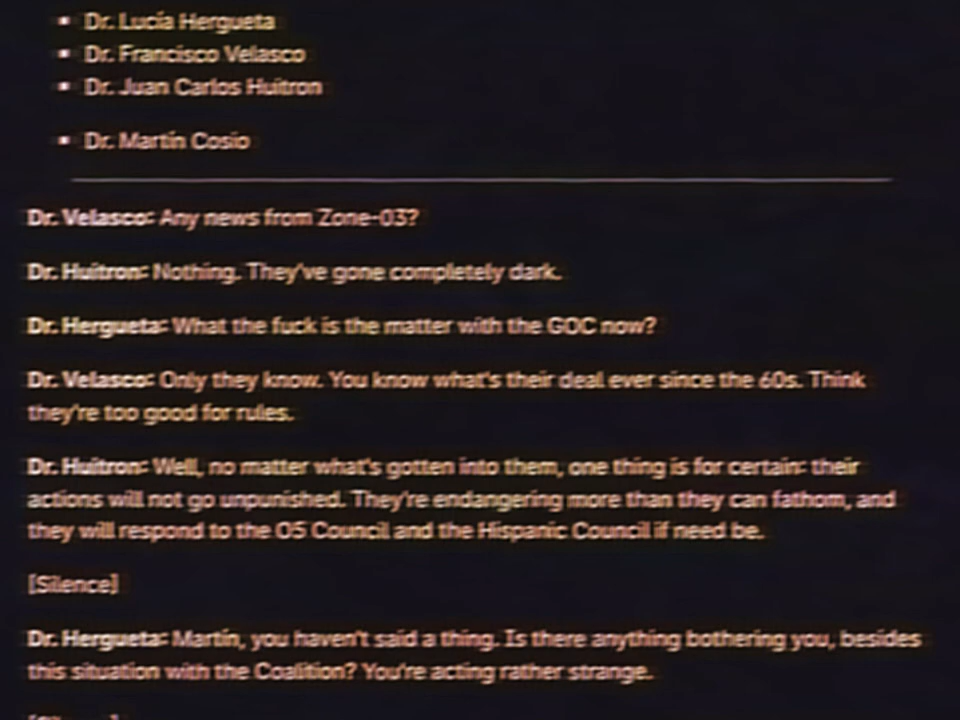 Dr. Lucía Hergueta
Dr. Francisco Velasco
Dr. Juan Carlos Huitron
Dr. Martín Cosio
Dr. Velasco: Any news from Zone-03?
Dr. Huitron: Nothing. They've gone completely dark.
Dr. Hergueta: What the fuck is the matter with the GOC now?
Dr. Velasco: Only they know. You know what's their deal ever since the 60s. Think
they're too good for rules.
Dr. Huitron: Well, no matter what's gotten into them, one thing is for certain: their
actions will not go unpunished. They're endangering more than they can fathom, and
they will respond to the O5 Council and the Hispanic Council if need be.
[Silence]
Dr. Hergueta: Martín, you haven't said a thing. Is there anything bothering you, besides
this situation with the Coalition? You're acting rather strange.